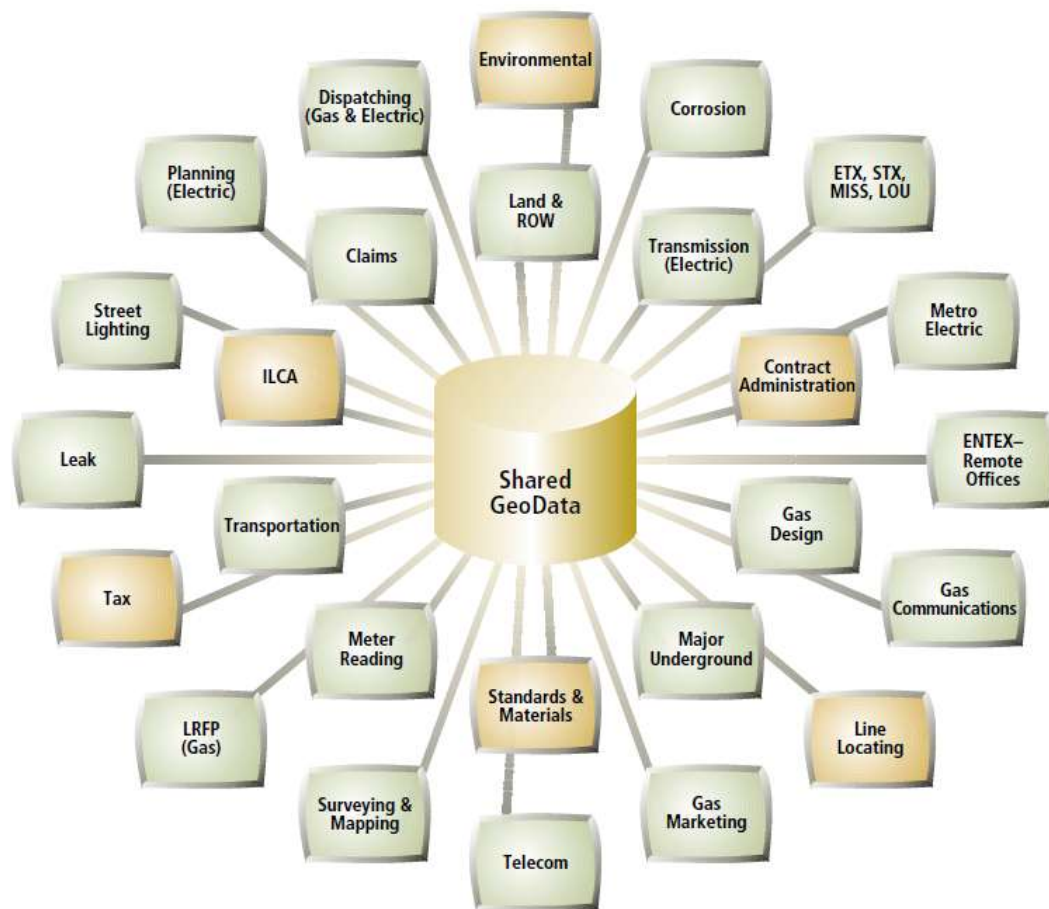 Environmental
Dispatching
(Gas & Electric)
Corrosion
Planning
(Electric)
Land &
ROW
ETX, STX,
MISS, LOU
Claims
Transmission
(Electric)
Street
Lighting
Metro
Electric
ILCA
Contract
Administration
Leak
Shared
GeoData
ENTEX–
Remote
Offices
Transportation
Gas
Design
Tax
Gas
Communications
Meter
Reading
Major
Underground
Standards &
Materials
LRFP
(Gas)
Line
Locating
Surveying &
Mapping
Gas
Marketing
Telecom